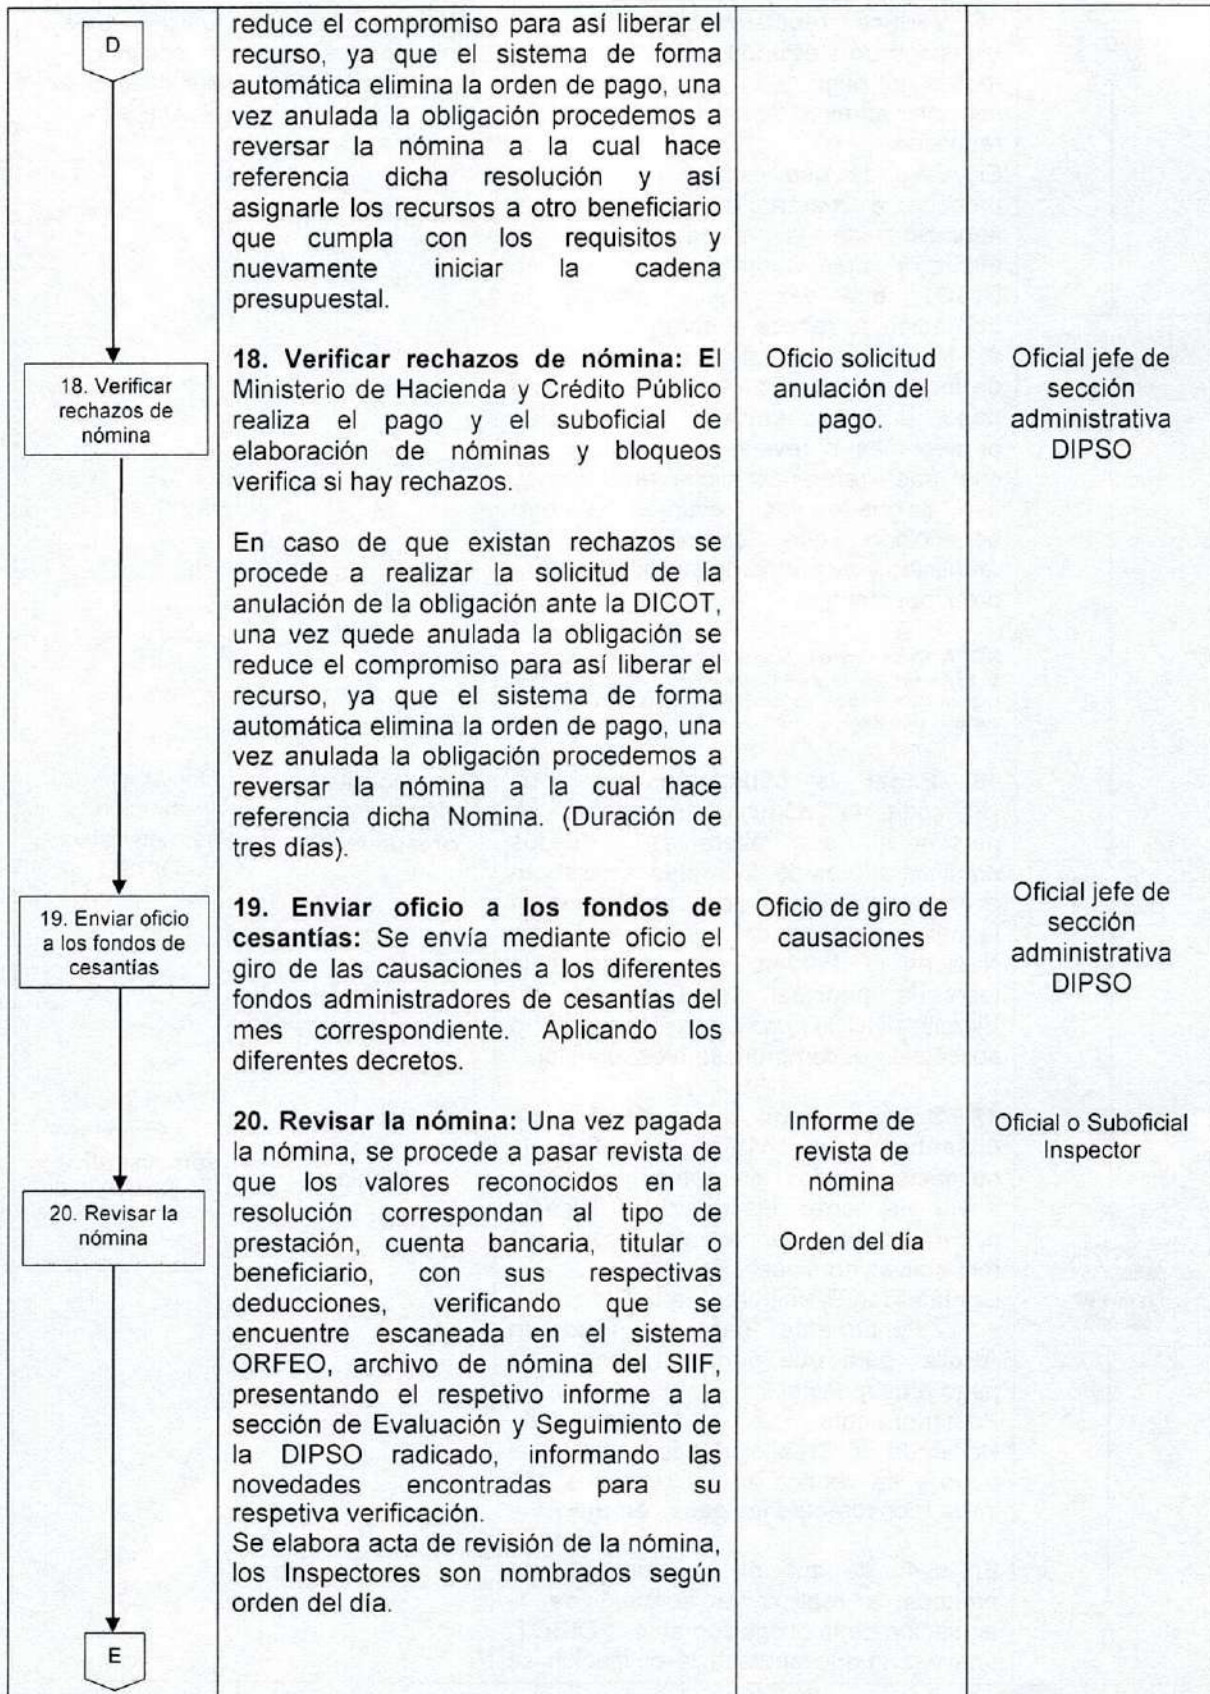 D
reduce el compromiso para así liberar el
recurso, ya que el sistema de forma
automática elimina la orden de pago, una
vez anulada la obligación procedemos a
reversar la nómina a la cual hace
referencia dicha resolución y así
asignarle los recursos a otro beneficiario
que cumpla con los requisitos y
nuevamente iniciar la cadena
presupuestal.
18. Verificar
rechazos de
nómina
18. Verificar rechazos de nómina: El
Ministerio de Hacienda y Crédito Público
realiza el pago y el suboficial de
elaboración de nóminas y bloqueos
verifica si hay rechazos.
En caso de que existan rechazos se
procede a realizar la solicitud de la
anulación de la obligación ante la DICOT,
una vez quede anulada la obligación se
reduce el compromiso para así liberar el
recurso, ya que el sistema de forma
automática elimina la orden de pago, una
vez anulada la obligación procedemos a
reversar la nómina a la cual hace
referencia dicha Nomina. (Duración de
tres días).
Oficio solicitud
anulación del
pago.
Oficial jefe de
sección
administrativa
DIPSO
19. Enviar oficio
a los fondos de
cesantías
19. Enviar oficio a los fondos de
cesantías: Se envía mediante oficio el
giro de las causaciones a los diferentes
fondos administradores de cesantías del
mes correspondiente. Aplicando los
diferentes decretos.
Oficio de giro de
causaciones
Oficial jefe de
sección
administrativa
DIPSO
20. Revisar la
nómina
20. Revisar la nómina: Una vez pagada
la nómina, se procede a pasar revista de
que los valores reconocidos en la
resolución correspondan al tipo de
prestación, cuenta bancaria, titular o
beneficiario, con sus respectivas
deducciones, verificando que se
encuentre escaneada en el sistema
ORFEO, archivo de nómina del SIIF,
presentando el respetivo informe a la
sección de Evaluación y Seguimiento de
la DIPSO radicado, informando las
novedades encontradas para su
respetiva verificación.
Se elabora acta de revisión de la nómina,
los Inspectores son nombrados según
orden del día.
Informe de
revista de
nómina
Orden del día
Oficial o Suboficial
Inspector
E